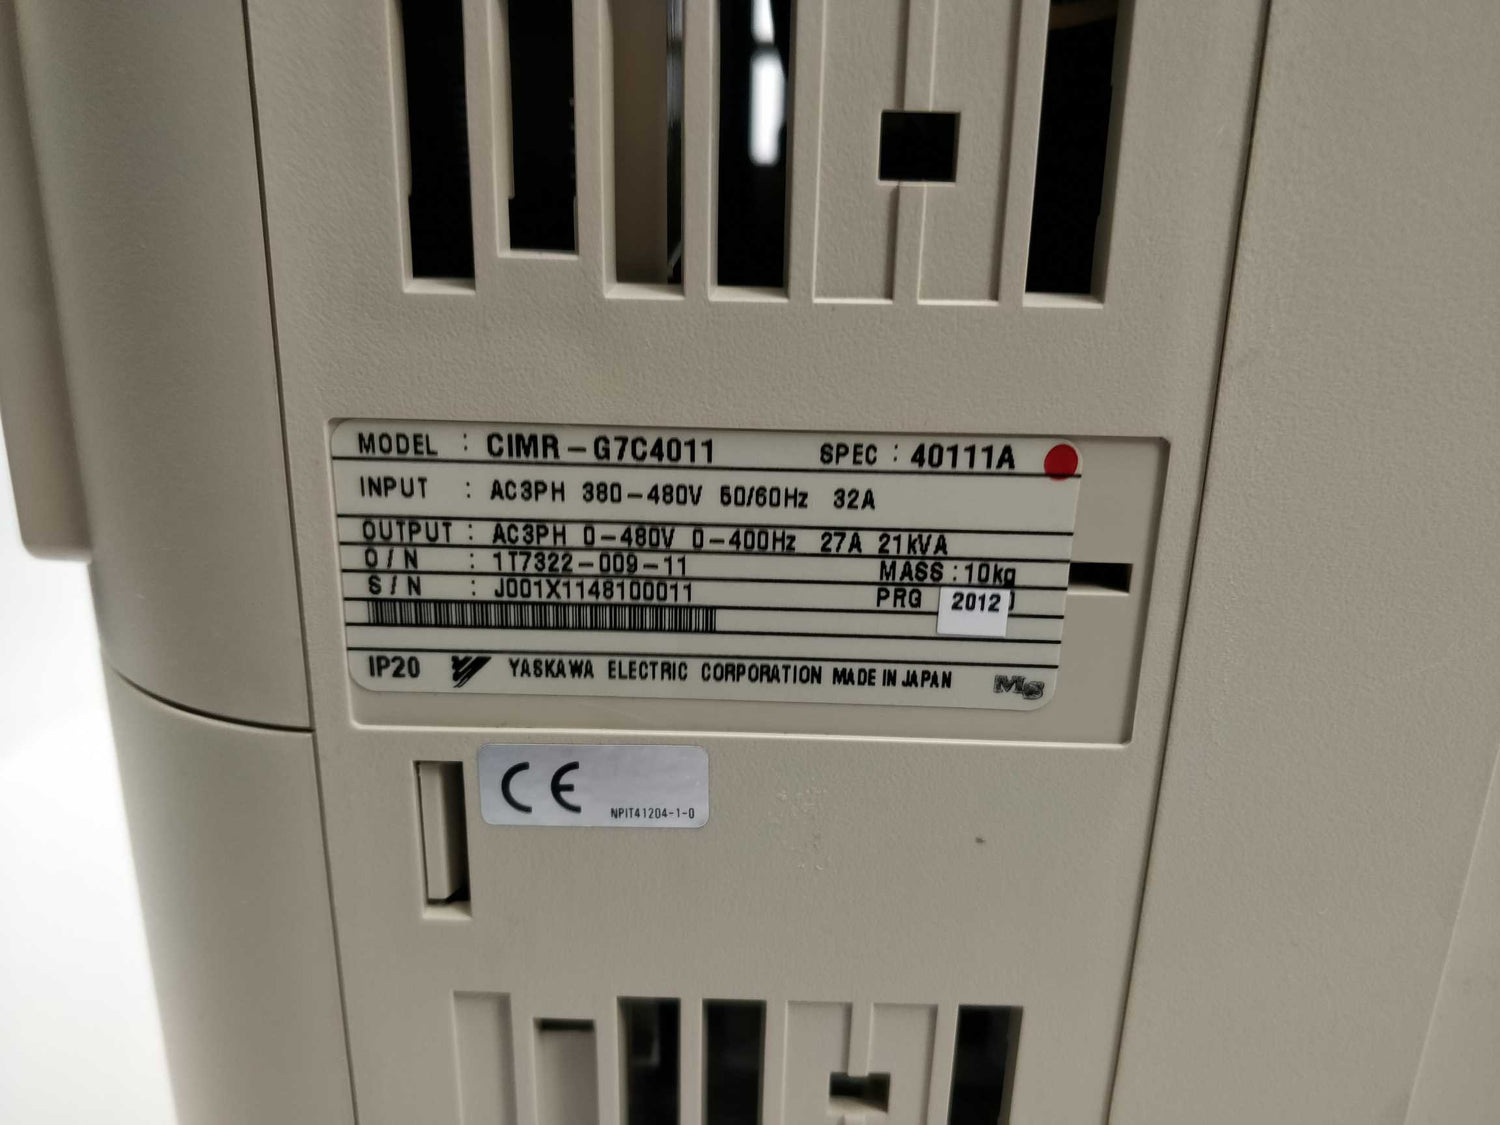 MODEL : CIMR-G7C4011 SPEC : 40111A
INPUT : AC3PH 380-480V 50/60Hz 32A
OUTPUT : AC3PH 0-480V 0-400Hz 27A 21kVA
O/N : 1T7322-009-11 MASS : 10kg
S/N : J001X1148100011 PRG 2012
IP20 YASKAWA ELECTRIC CORPORATION MADE IN JAPAN
CE
NPIT41204-1-0